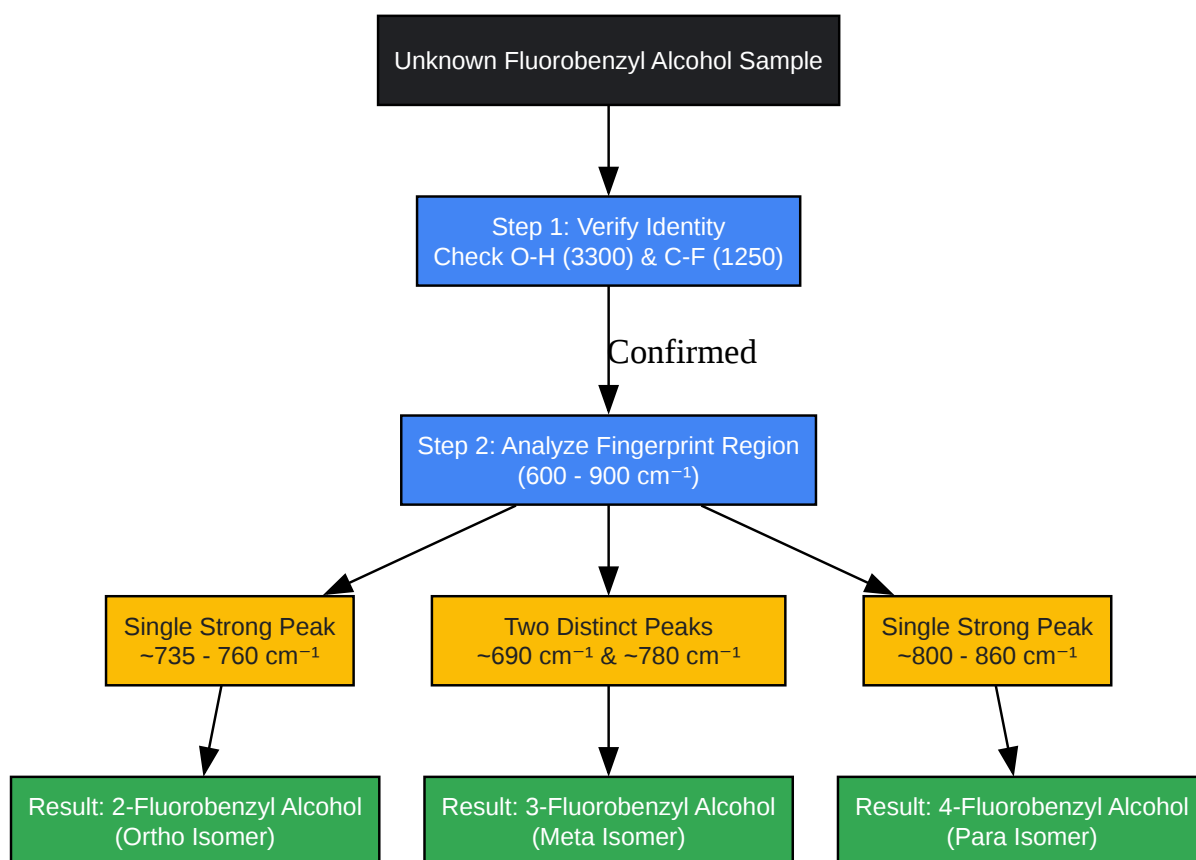 Unknown Fluorobenzyl Alcohol Sample
Step 1: Verify Identity
Check O-H (3300) & C-F (1250)
Confirmed
Step 2: Analyze Fingerprint Region
(600 - 900 cm⁻¹)
Single Strong Peak
~735 - 760 cm⁻¹
Two Distinct Peaks
~690 cm⁻¹ & ~780 cm⁻¹
Single Strong Peak
~800 - 860 cm⁻¹
Result: 2-Fluorobenzyl Alcohol
(Ortho Isomer)
Result: 3-Fluorobenzyl Alcohol
(Meta Isomer)
Result: 4-Fluorobenzyl Alcohol
(Para Isomer)